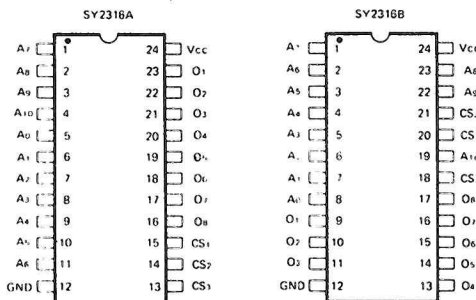 SY2316A
A7 1 24 Vcc
A8 2 23 O1
A9 3 22 O2
A10 4 21 O3
A0 5 20 O4
A1 6 19 O5
A2 7 18 O6
A3 8 17 O7
A4 9 16 O8
A5 10 15 CS1
A6 11 14 CS2
GND 12 13 CS3
SY2316B
1 24 Vcc
A6 2 23 A8
A5 3 22 A9
A4 4 21 CS
A3 5 20 CS
6 19
A1 7 18 CS
A0 8 17 O8
O1 9 16 O7
O2 10 15 O6
O3 11 14 O5
GND 12 13 O4